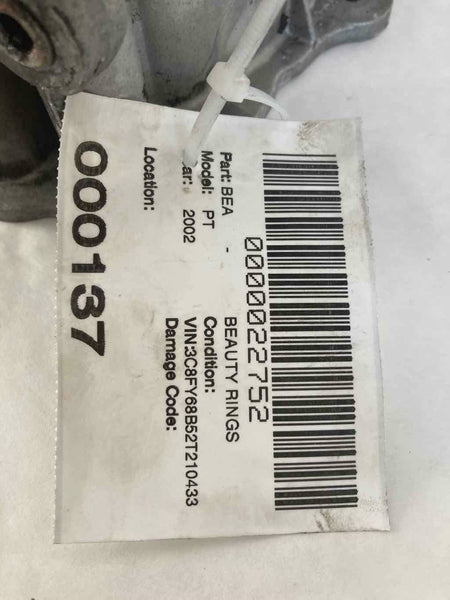 0000022752
Part: BEA - BEAUTY RINGS
Model: PT Condition:
ar: 2002 VIN:3C8FY68B52T210433
Damage Code:
Location:
000137